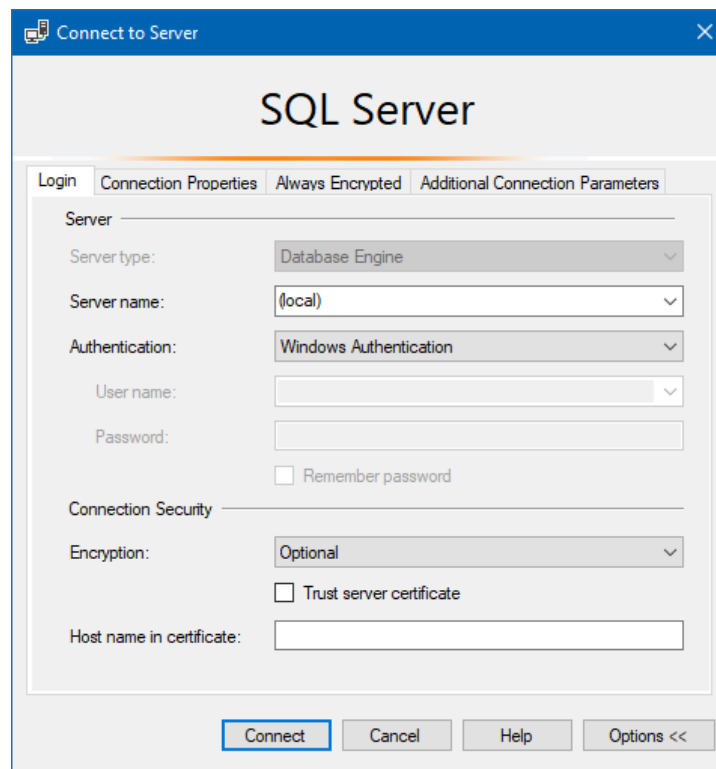 Connect to Server
SQL Server
Login Connection Properties Always Encrypted Additional Connection Parameters
Server
Server type: Database Engine
Server name: (local)
Authentication: Windows Authentication
User name:
Password:
Remember password
Connection Security
Encryption: Optional
Trust server certificate
Host name in certificate:
Connect Cancel Help Options <<